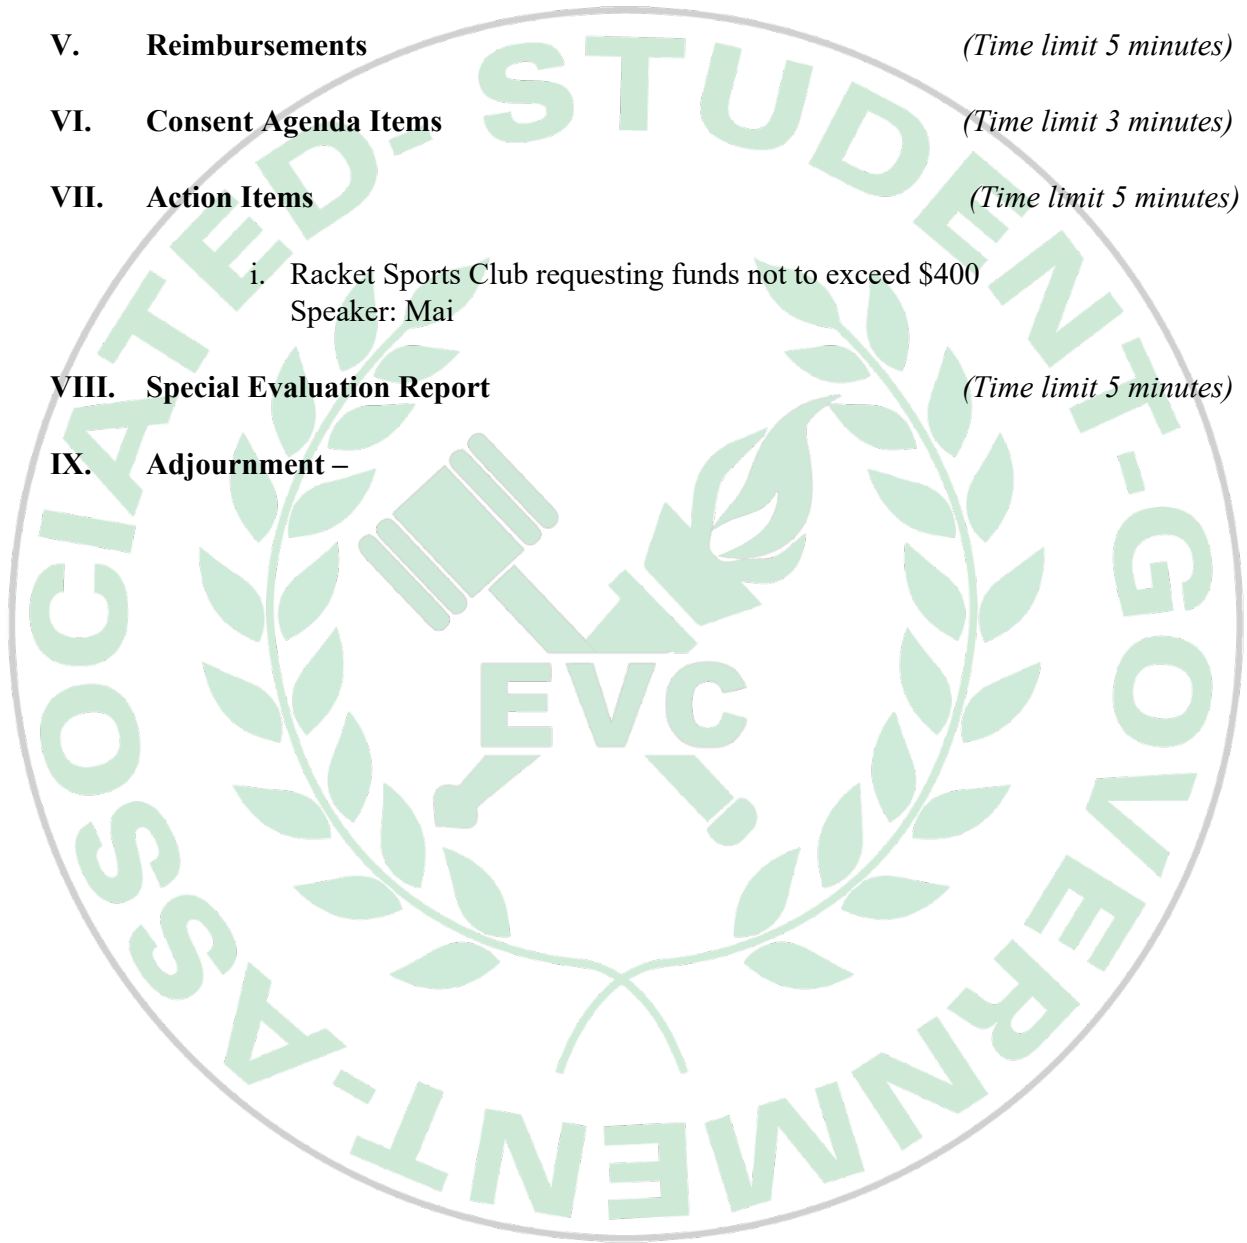 V. Reimbursements (Time limit 5 minutes)
VI. Consent Agenda Items (Time limit 3 minutes)
VII. Action Items (Time limit 5 minutes)
i. Racket Sports Club requesting funds not to exceed $400
Speaker: Mai
VIII. Special Evaluation Report (Time limit 5 minutes)
IX. Adjournment –
ASSOCIATED-STUDENT-GOVERNMENT-
EVC